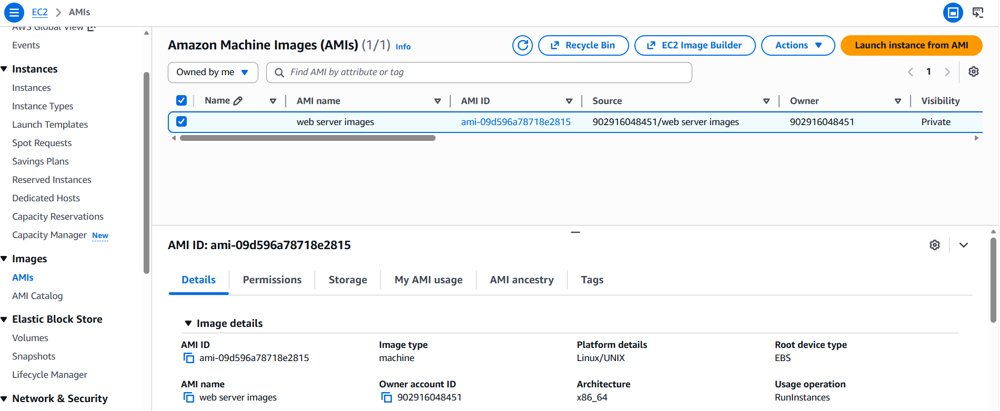 EC2 > AMIs
AWS Global View
Events
Instances
Instances
Instance Types
Launch Templates
Spot Requests
Savings Plans
Reserved Instances
Dedicated Hosts
Capacity Reservations
Capacity Manager New
Images
AMIs
AMI Catalog
Elastic Block Store
Volumes
Snapshots
Lifecycle Manager
Network & Security
Amazon Machine Images (AMIs) (1/1) Info
Recycle Bin
EC2 Image Builder
Actions
Launch instance from AMI
Owned by me
Find AMI by attribute or tag
1
Name AMI name AMI ID Source Owner Visibility
web server images ami-09d596a78718e2815 902916048451/web server images 902916048451 Private
AMI ID: ami-09d596a78718e2815
Details Permissions Storage My AMI usage AMI ancestry Tags
Image details
AMI ID Image type Platform details Root device type
ami-09d596a78718e2815 machine Linux/UNIX EBS
AMI name Owner account ID Architecture Usage operation
web server images 902916048451 x86_64 RunInstances